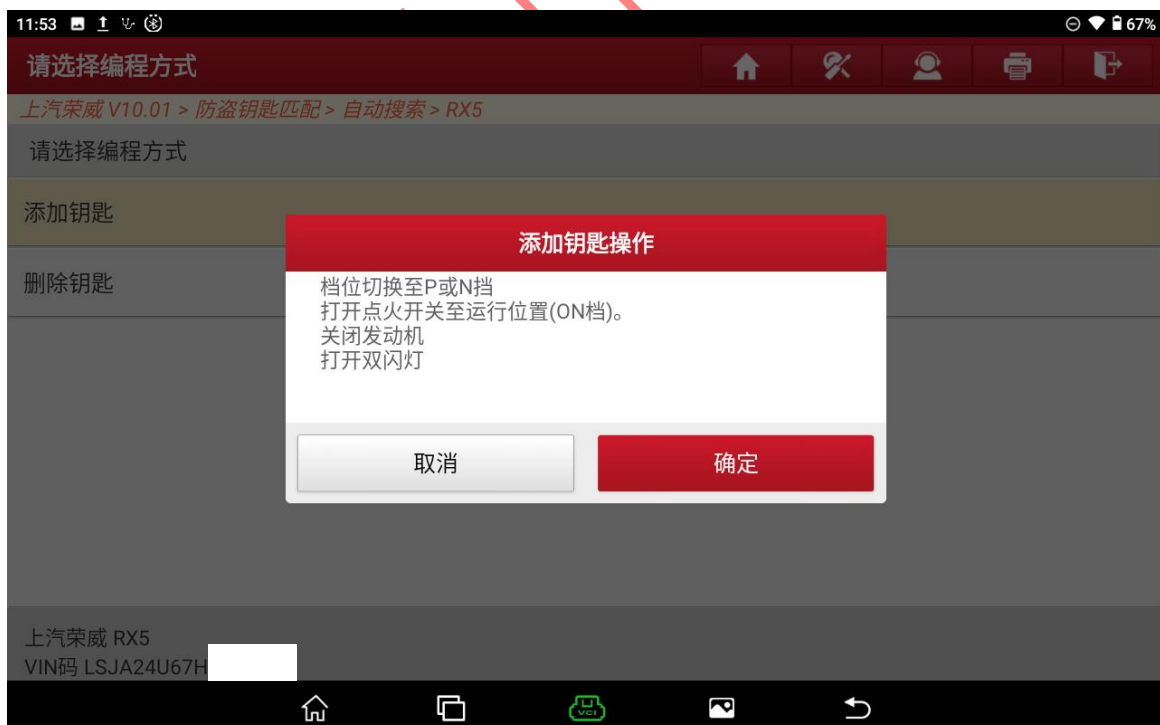 11:53
67%
请选择编程方式
上汽荣威 V10.01 > 防盗钥匙匹配 > 自动搜索 > RX5
请选择编程方式
添加钥匙
删除钥匙
添加钥匙操作
档位切换至P或N挡
打开点火开关至运行位置(ON档)。
关闭发动机
打开双闪灯
取消
确定
上汽荣威 RX5
VIN码 LSJA24U67H
VCI